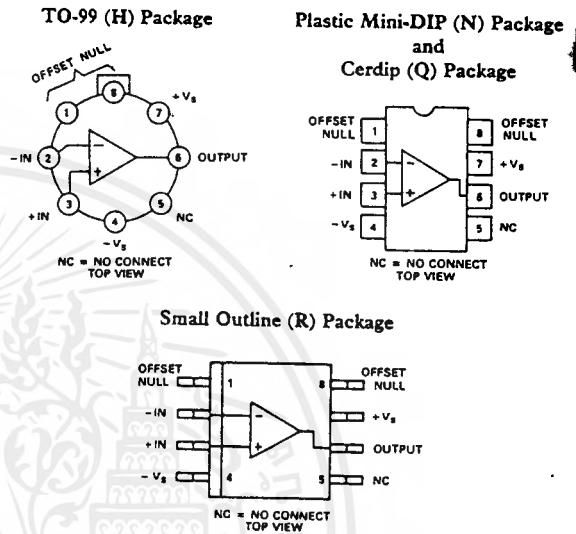 TO-99 (H) Package
OFFSET NULL
8
1
7
+VS
-IN
2
6
OUTPUT
3
5
+IN
4
NC
-VS
NC = NO CONNECT
TOP VIEW
Plastic Mini-DIP (N) Package
and
Cerdip (Q) Package
OFFSET
NULL
1
8
OFFSET
NULL
-IN
2
7
+VS
+IN
3
6
OUTPUT
-VS
4
5
NC
NC = NO CONNECT
TOP VIEW
Small Outline (R) Package
OFFSET
NULL
1
8
OFFSET
NULL
-IN
+VS
+IN
OUTPUT
-VS
4
5
NC
NC = NO CONNECT
TOP VIEW